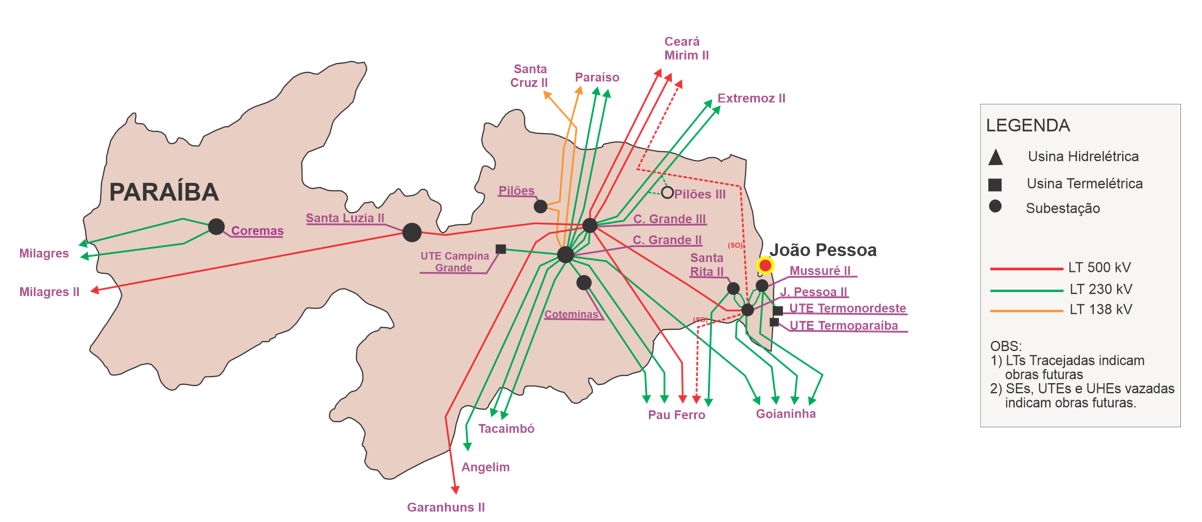 Ceará
Mirim II
Santa
Cruz II
Paraíso
Extremoz II
PARAÍBA
Pilões
Pilões III
Santa Luzia II
C. Grande III
Coremas
C. Grande II
Milagres
UTE Campina
Grande
João Pessoa
(SO)
Santa
Rita II
Mussuré II
Milagres II
J. Pessoa II
Coteminas
UTE Termonordeste
(SO)
UTE Termoparaíba
Pau Ferro
Goianinha
Tacaimbó
Angelim
Garanhuns II
LEGENDA
Usina Hidrelétrica
Usina Termelétrica
Subestação
LT 500 kV
LT 230 kV
LT 138 kV
OBS:
1) LTs Tracejadas indicam
obras futuras
2) SEs, UTEs e UHEs vazadas
indicam obras futuras.